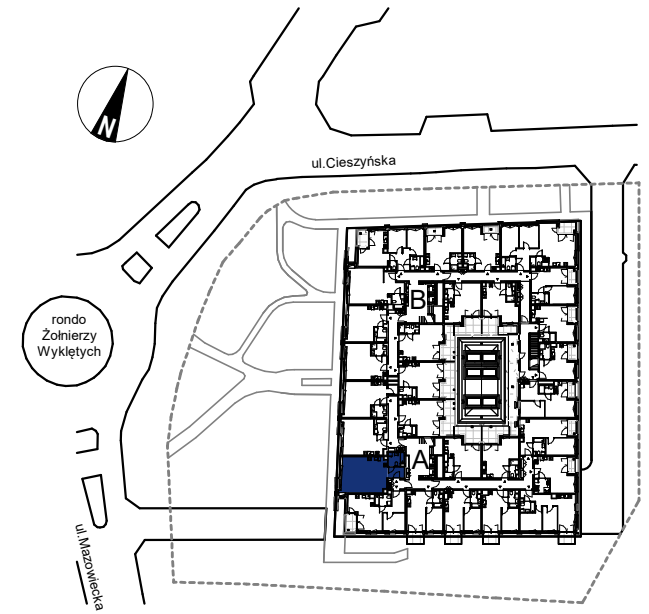 N
ul.Cieszyńska
B
rondo
Żołnierzy
Wyklętych
A
ul.Mazowiecka